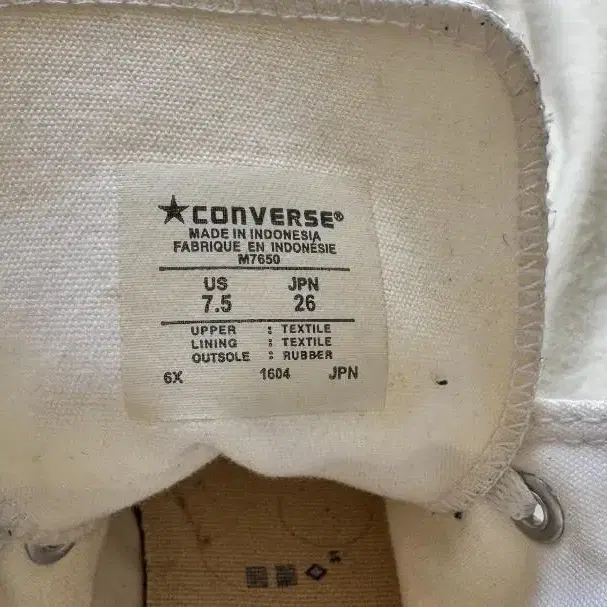 ★CONVERSE®
MADE IN INDONESIA
FABRIQUE EN INDONÉSIE
M7650
US JPN
7.5 26
UPPER : TEXTILE
LINING : TEXTILE
OUTSOLE : RUBBER
6X 1604 JPN